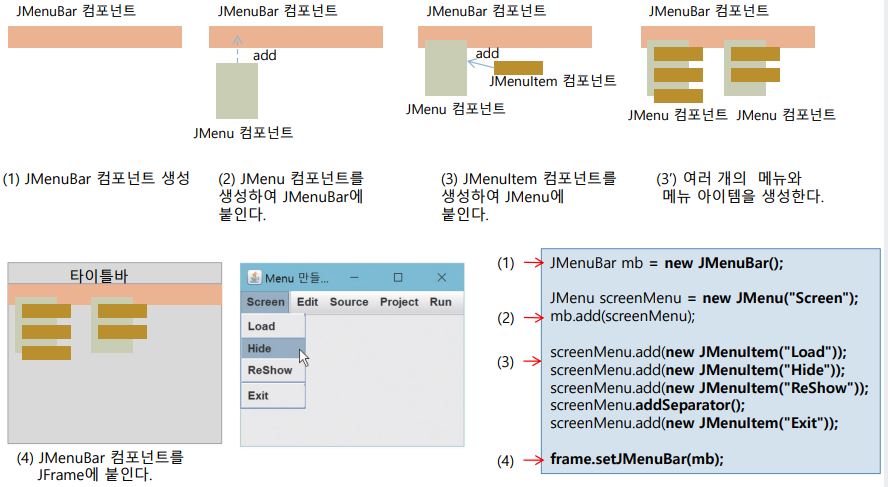 JMenuBar 컴포넌트
JMenuBar 컴포넌트
JMenuBar 컴포넌트
JMenuBar 컴포넌트
add
JMenu 컴포넌트
add
JMenuItem 컴포넌트
JMenu 컴포넌트
JMenu 컴포넌트
JMenu 컴포넌트
(1) JMenuBar 컴포넌트 생성
(2) JMenu 컴포넌트를
생성하여 JMenuBar에
붙인다.
(3) JMenuItem 컴포넌트를
생성하여 JMenu에
붙인다.
(3') 여러 개의 메뉴와
메뉴 아이템을 생성한다.
타이틀바
(4) JMenuBar 컴포넌트를
JFrame에 붙인다.
Menu 만들...
Screen Edit Source Project Run
Load
Hide
ReShow
Exit
(1) JMenuBar mb = new JMenuBar();
JMenu screenMenu = new JMenu("Screen");
(2) mb.add(screenMenu);
(3) screenMenu.add(new JMenuItem("Load"));
screenMenu.add(new JMenuItem("Hide"));
screenMenu.add(new JMenuItem("ReShow"));
screenMenu.addSeparator();
screenMenu.add(new JMenuItem("Exit"));
(4) frame.setJMenuBar(mb);